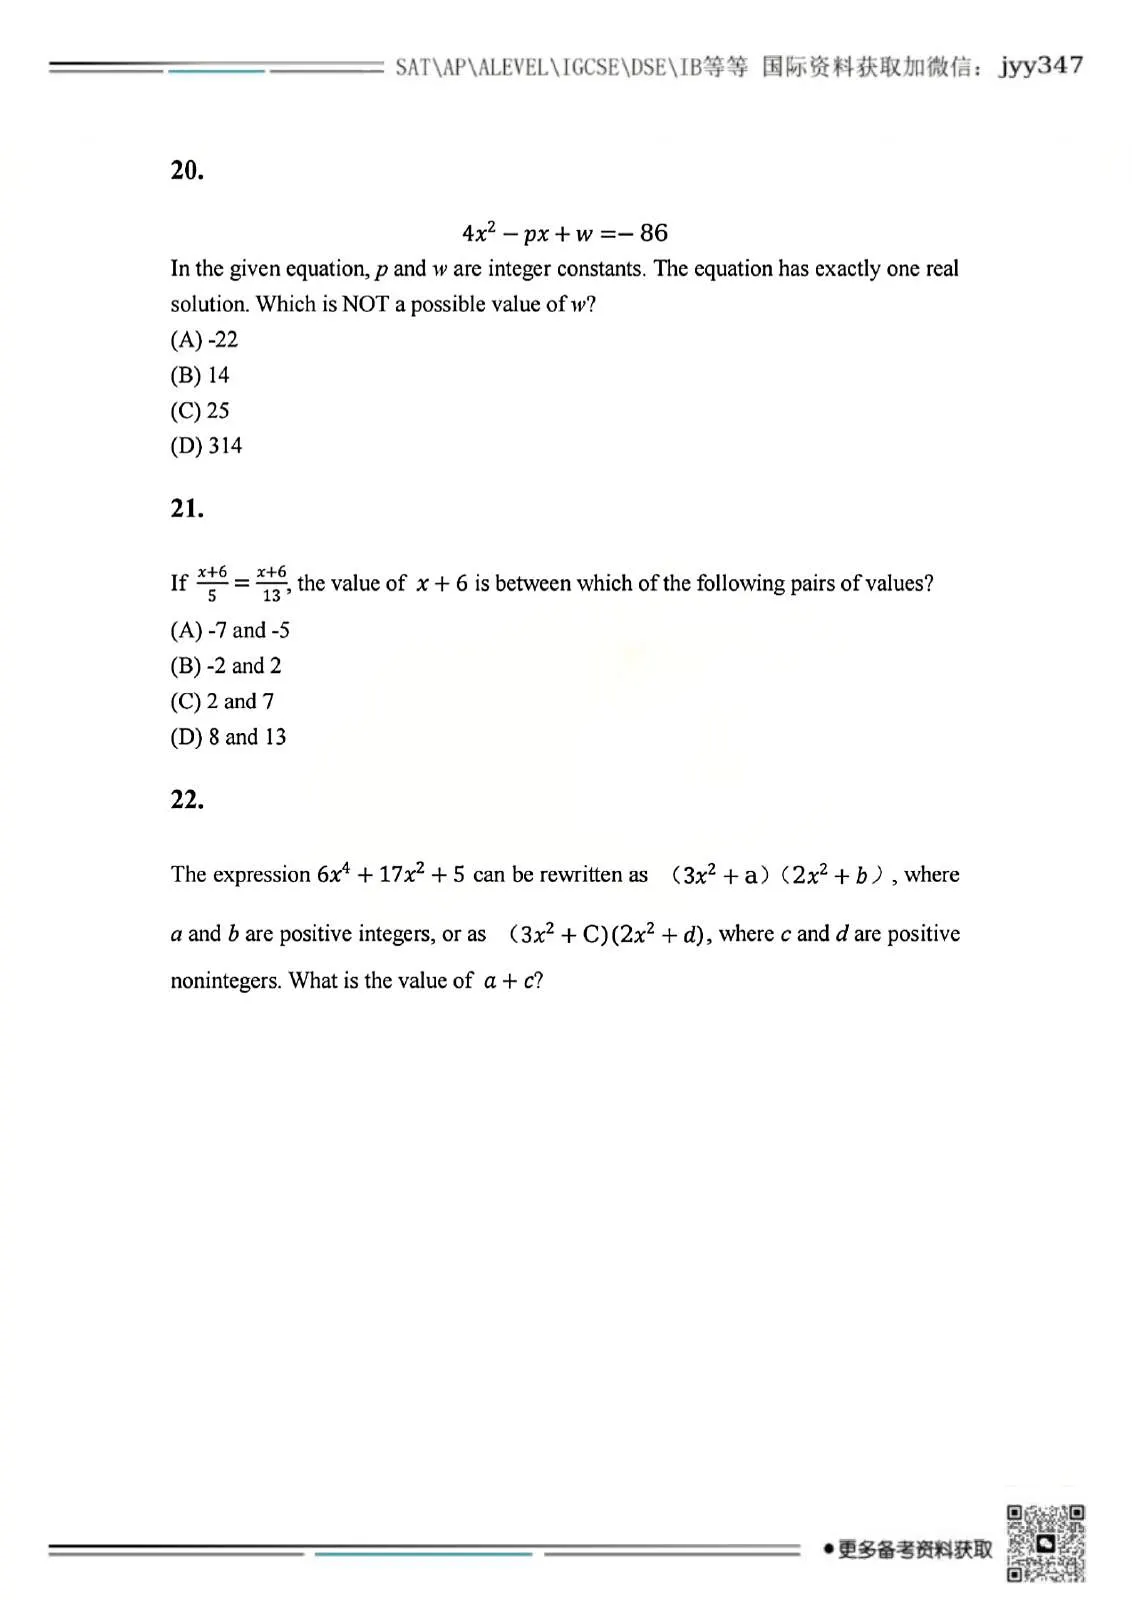 SAT\AP\ALEVEL\IGCSE\DSE\IB等等 国际资料获取加微信：jyy347
20.
4x² − px + w =− 86
In the given equation, p and w are integer constants. The equation has exactly one real
solution. Which is NOT a possible value of w?
(A) -22
(B) 14
(C) 25
(D) 314
21.
If (x+6)/5 = (x+6)/13, the value of x + 6 is between which of the following pairs of values?
(A) -7 and -5
(B) -2 and 2
(C) 2 and 7
(D) 8 and 13
22.
The expression 6x⁴ + 17x² + 5 can be rewritten as （3x² + a）（2x² + b）, where
a and b are positive integers, or as （3x² + C)(2x² + d), where c and d are positive
nonintegers. What is the value of a + c?
●更多备考资料获取